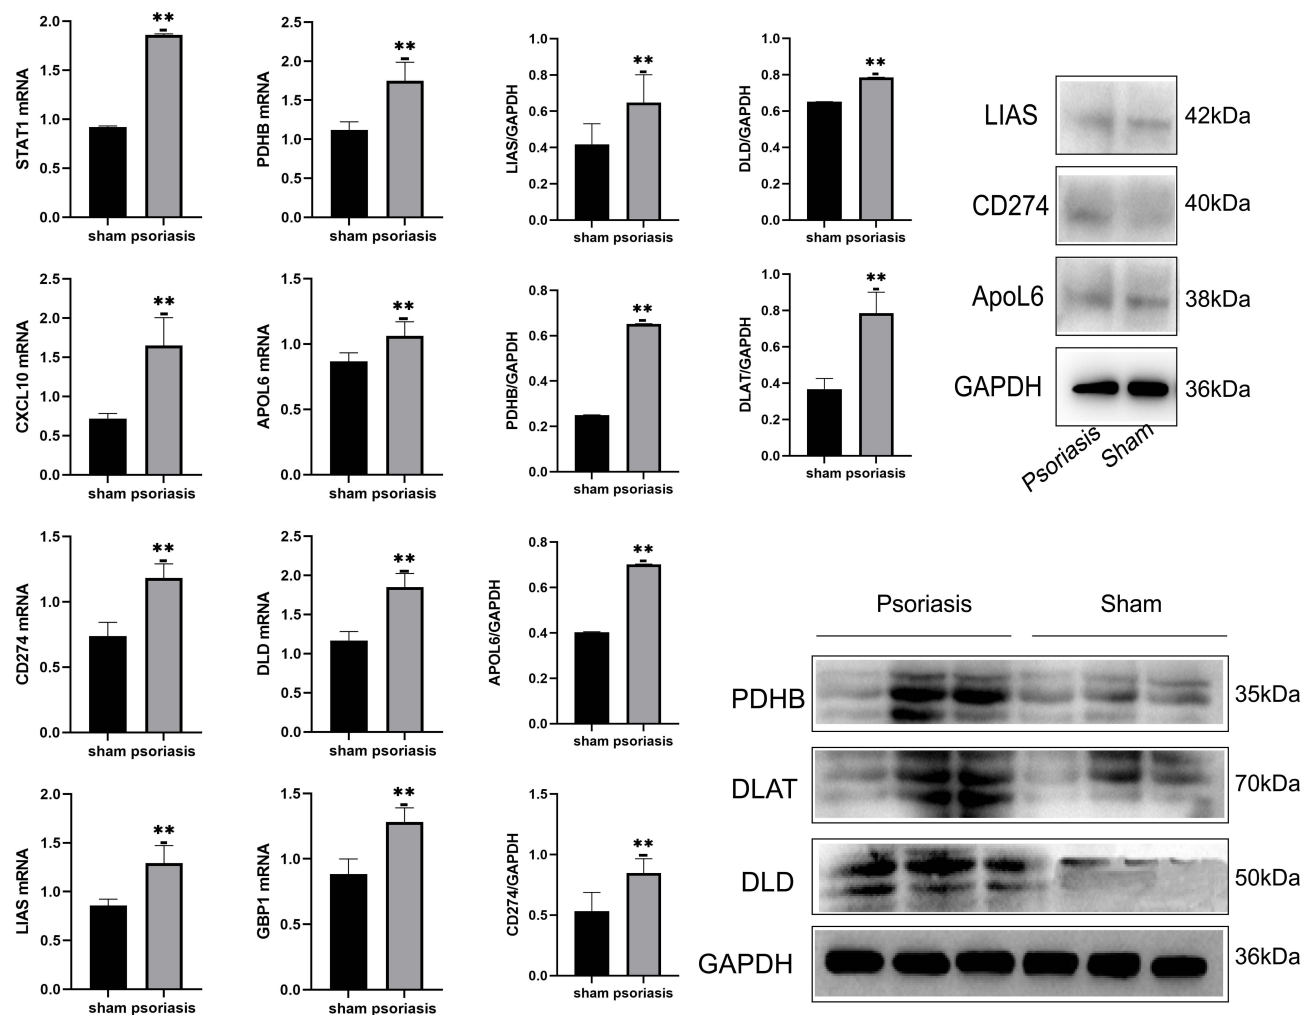 STAT1 mRNA
2.0
1.5
1.0
0.5
0.0
**
sham psoriasis
PDHB mRNA
2.5
2.0
1.5
1.0
0.5
0.0
**
sham psoriasis
LIAS/GAPDH
1.0
0.8
0.6
0.4
0.2
0.0
**
sham psoriasis
DLD/GAPDH
1.0
0.8
0.6
0.4
0.2
0.0
**
sham psoriasis
CXCL10 mRNA
2.5
2.0
1.5
1.0
0.5
0.0
**
sham psoriasis
APOL6 mRNA
1.5
1.0
0.5
0.0
**
sham psoriasis
PDHB/GAPDH
0.8
0.6
0.4
0.2
0.0
**
sham psoriasis
DLAT/GAPDH
1.0
0.8
0.6
0.4
0.2
0.0
**
sham psoriasis
LIAS 42kDa
CD274 40kDa
ApoL6 38kDa
GAPDH 36kDa
Psoriasis Sham
CD274 mRNA
1.5
1.0
0.5
0.0
**
sham psoriasis
DLD mRNA
2.5
2.0
1.5
1.0
0.5
0.0
**
sham psoriasis
APOL6/GAPDH
0.8
0.6
0.4
0.2
0.0
**
sham psoriasis
LIAS mRNA
2.0
1.5
1.0
0.5
0.0
**
sham psoriasis
GBP1 mRNA
1.5
1.0
0.5
0.0
**
sham psoriasis
CD274/GAPDH
1.5
1.0
0.5
0.0
**
sham psoriasis
Psoriasis Sham
PDHB 35kDa
DLAT 70kDa
DLD 50kDa
GAPDH 36kDa